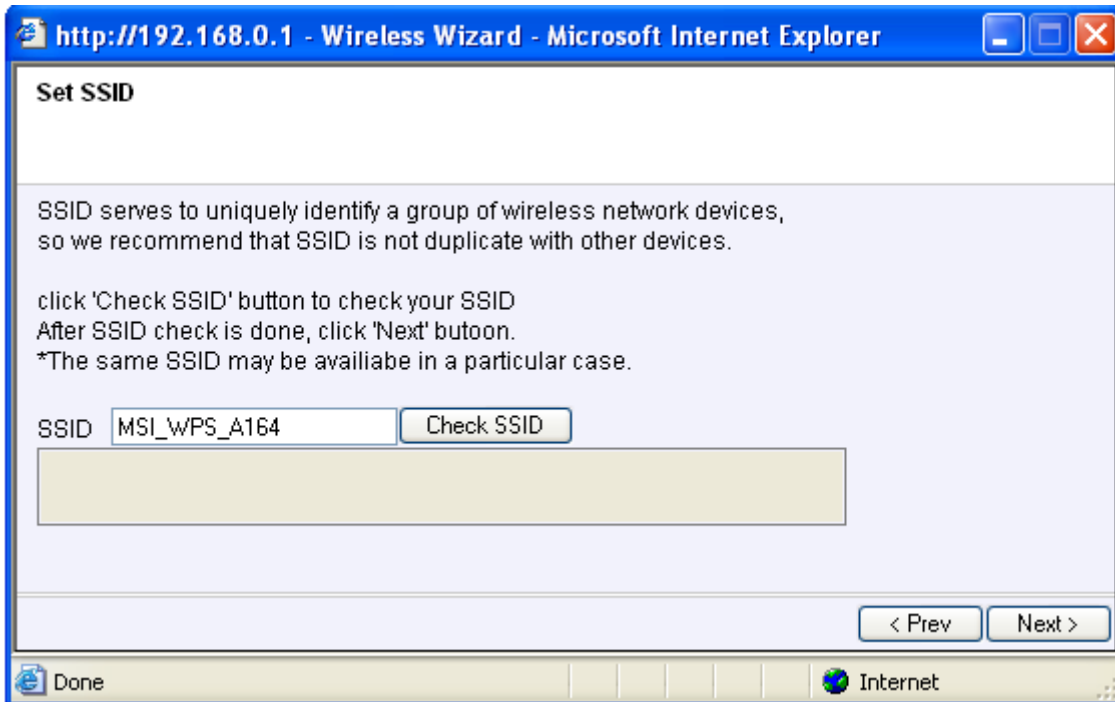 http://192.168.0.1 - Wireless Wizard - Microsoft Internet Explorer
Set SSID
SSID serves to uniquely identify a group of wireless network devices,
so we recommend that SSID is not duplicate with other devices.
click 'Check SSID' button to check your SSID
After SSID check is done, click 'Next' butoon.
*The same SSID may be availiabe in a particular case.
SSID MSI_WPS_A164 Check SSID
< Prev Next >
Done Internet